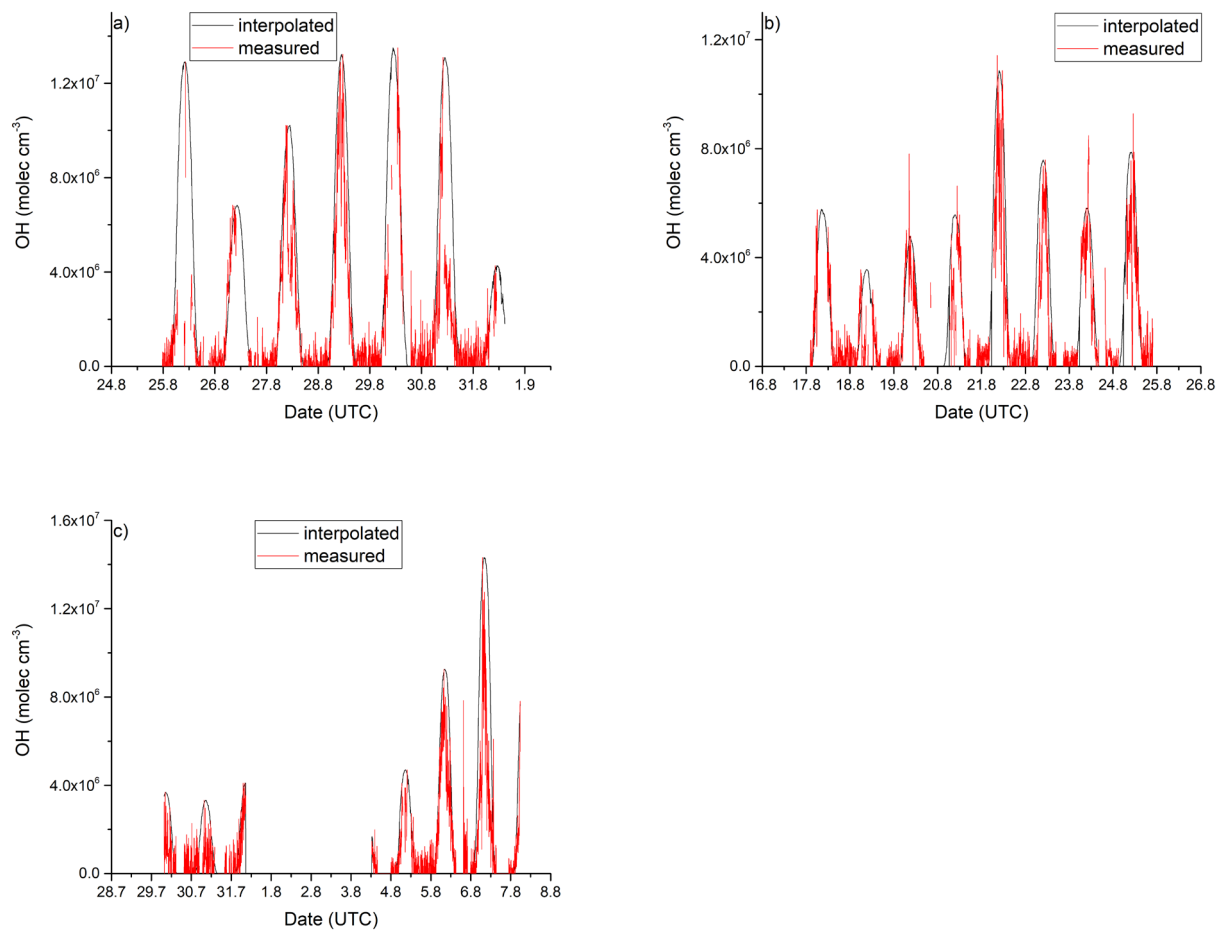 a)
interpolated
measured
OH (molec cm⁻³)
1.2x10⁷
8.0x10⁶
4.0x10⁶
0.0
24.8 25.8 26.8 27.8 28.8 29.8 30.8 31.8 1.9
Date (UTC)
b)
interpolated
measured
OH (molec cm⁻³)
1.2x10⁷
8.0x10⁶
4.0x10⁶
0.0
16.8 17.8 18.8 19.8 20.8 21.8 22.8 23.8 24.8 25.8 26.8
Date (UTC)
c)
interpolated
measured
OH (molec cm⁻³)
1.6x10⁷
1.2x10⁷
8.0x10⁶
4.0x10⁶
0.0
28.7 29.7 30.7 31.7 1.8 2.8 3.8 4.8 5.8 6.8 7.8 8.8
Date (UTC)